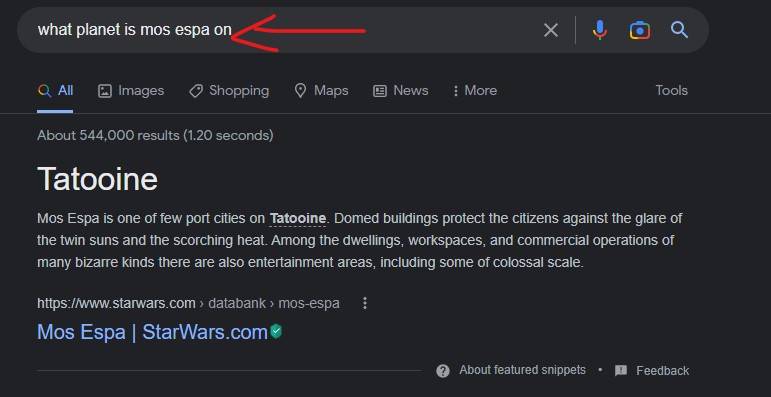 what planet is mos espa on
All Images Shopping Maps News More Tools
About 544,000 results (1.20 seconds)
Tatooine
Mos Espa is one of few port cities on Tatooine. Domed buildings protect the citizens against the glare of
the twin suns and the scorching heat. Among the dwellings, workspaces, and commercial operations of
many bizarre kinds there are also entertainment areas, including some of colossal scale.
https://www.starwars.com › databank › mos-espa
Mos Espa | StarWars.com
About featured snippets • Feedback